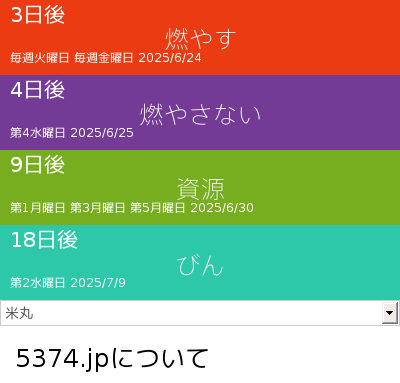 3日後
燃やす
毎週火曜日 毎週金曜日 2025/6/24
4日後
燃やさない
第4水曜日 2025/6/25
9日後
資源
第1月曜日 第3月曜日 第5月曜日 2025/6/30
18日後
びん
第2水曜日 2025/7/9
米丸
5374.jpについて